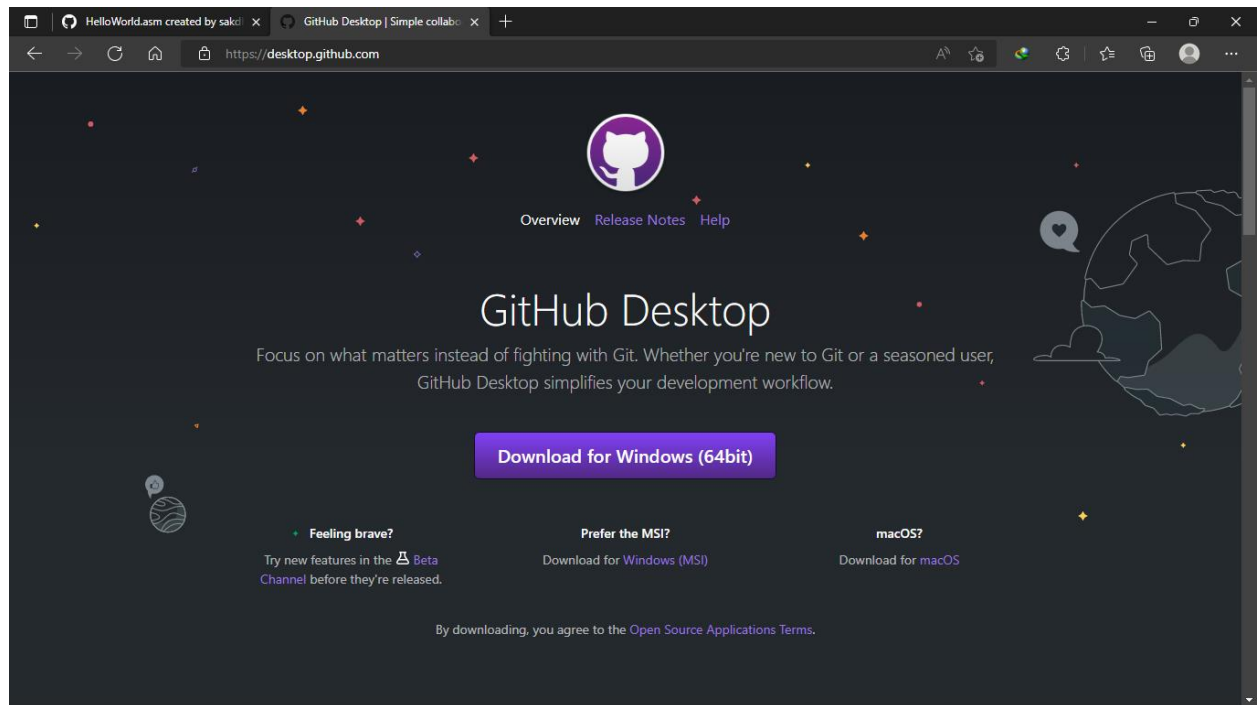 HelloWorld.asm created by sakd
GitHub Desktop | Simple collabo
https://desktop.github.com
Overview Release Notes Help
GitHub Desktop
Focus on what matters instead of fighting with Git. Whether you're new to Git or a seasoned user,
GitHub Desktop simplifies your development workflow.
Download for Windows (64bit)
Feeling brave?
Try new features in the Beta
Channel before they're released.
Prefer the MSI?
Download for Windows (MSI)
macOS?
Download for macOS
By downloading, you agree to the Open Source Applications Terms.